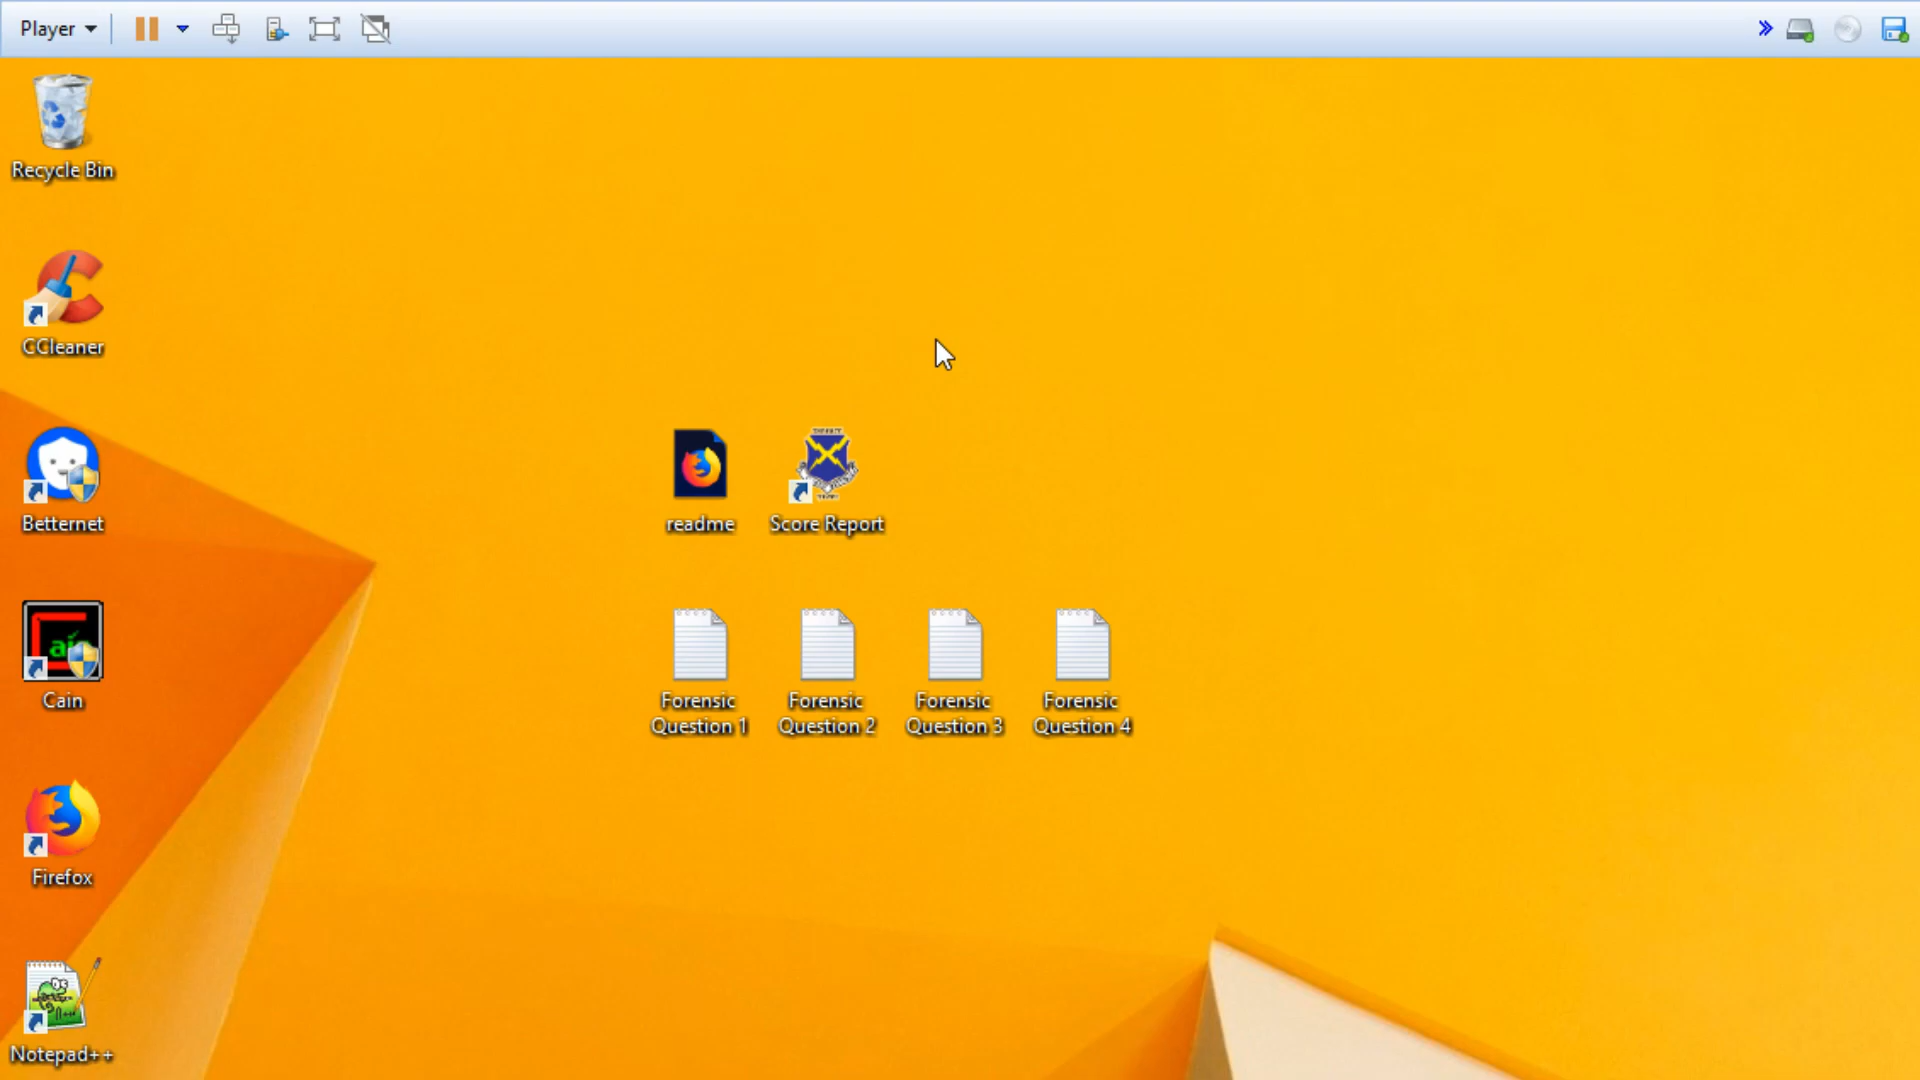 Player
Recycle Bin
CCleaner
Betternet
readme
Score Report
Cain
Forensic
Question 1
Forensic
Question 2
Forensic
Question 3
Forensic
Question 4
Firefox
Notepad++